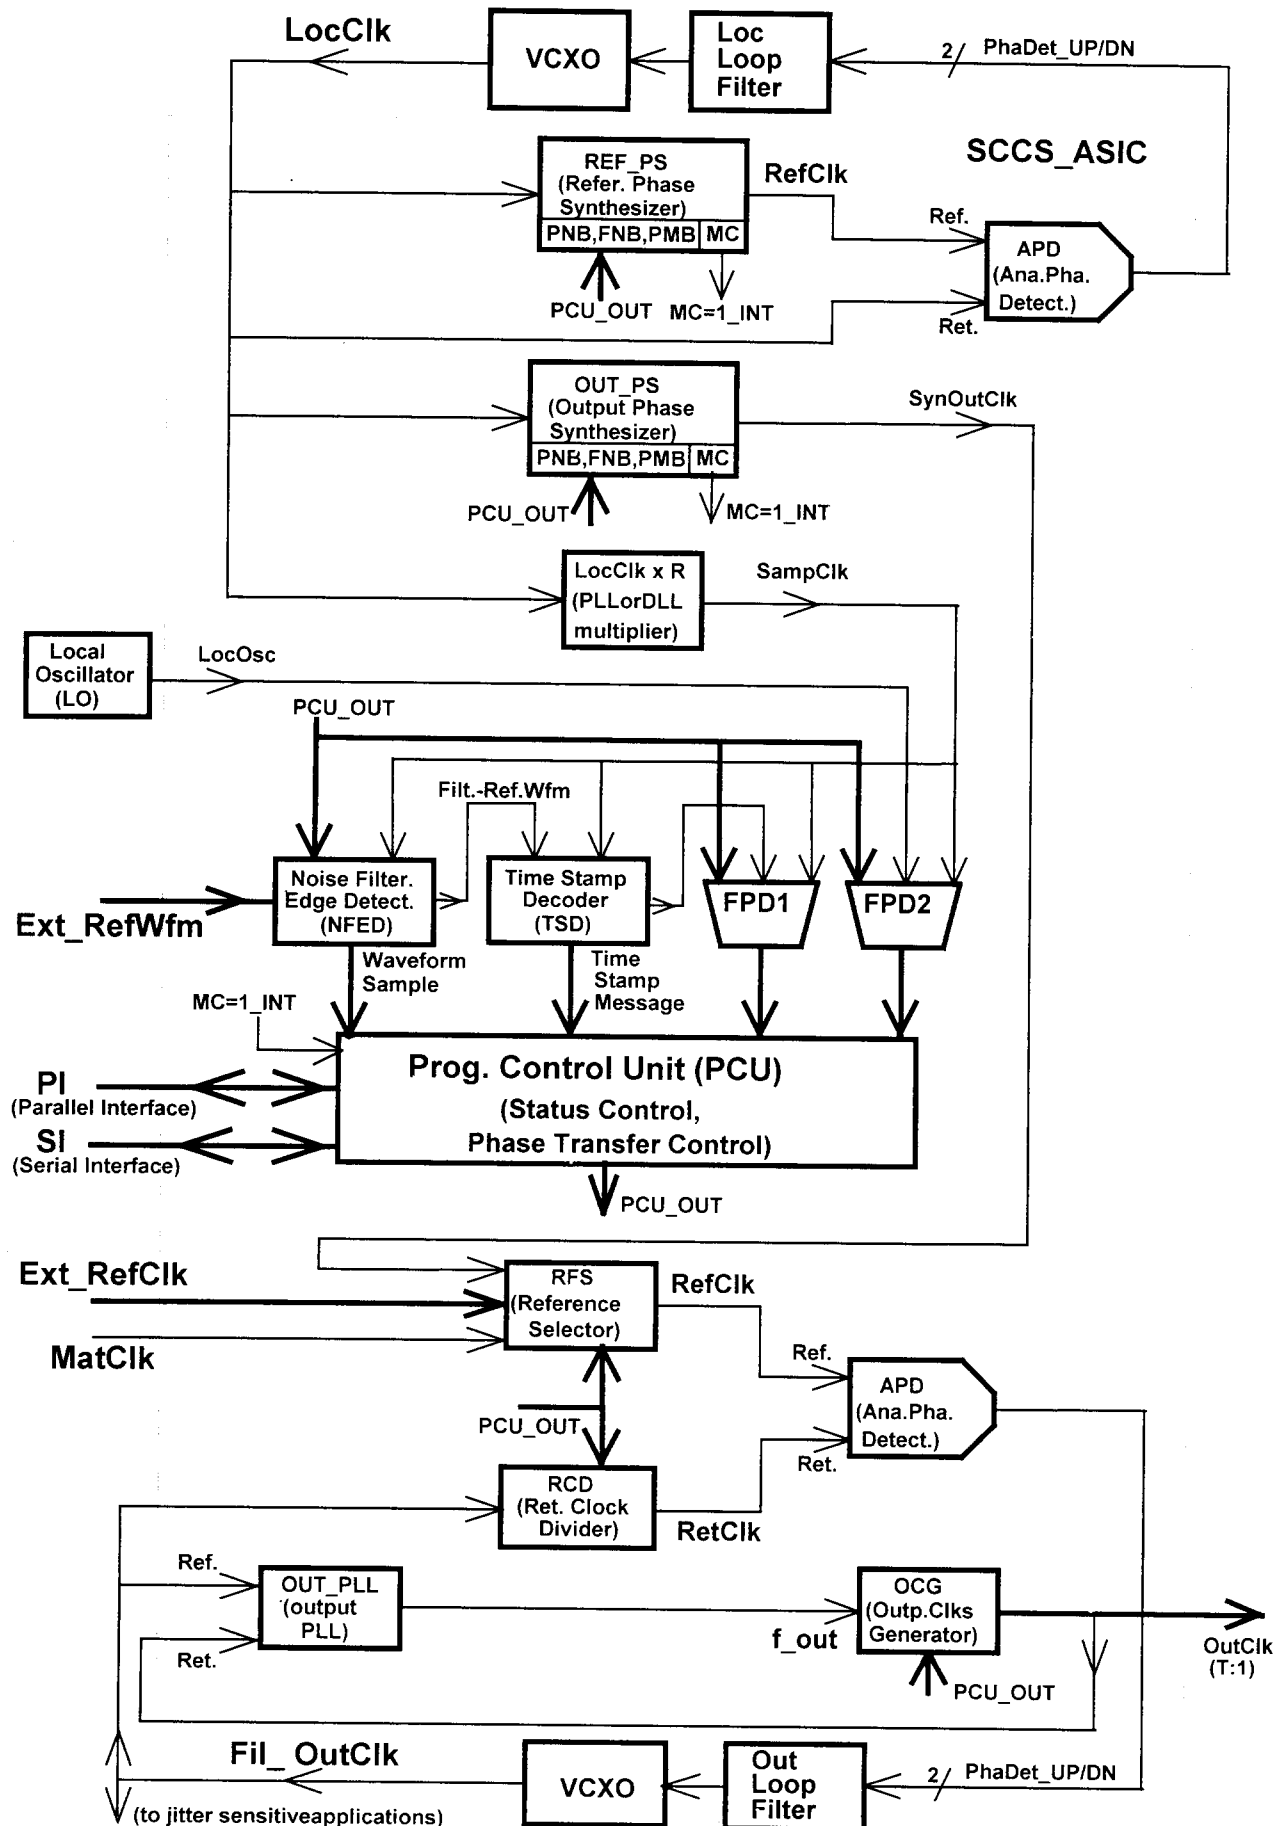 LocClk
VCXO
Loc
Loop
Filter
2/ PhaDet_UP/DN
SCCS_ASIC
REF_PS
(Refer. Phase
Synthesizer)
PNB,FNB,PMB MC
RefClk
PCU_OUT
MC=1_INT
Ref.
Ret.
APD
(Ana.Pha.
Detect.)
OUT_PS
(Output Phase
Synthesizer)
PNB,FNB,PMB MC
SynOutClk
PCU_OUT
MC=1_INT
LocClk x R
(PLLorDLL
multiplier)
SampClk
Local
Oscillator
(LO)
LocOsc
PCU_OUT
Filt.-Ref.Wfm
Ext_RefWfm
Noise Filter.
Edge Detect.
(NFED)
Time Stamp
Decoder
(TSD)
FPD1
FPD2
Waveform
Sample
Time
Stamp
Message
MC=1_INT
PI
(Parallel Interface)
SI
(Serial Interface)
Prog. Control Unit (PCU)
(Status Control,
Phase Transfer Control)
PCU_OUT
Ext_RefClk
MatClk
RFS
(Reference
Selector)
RefClk
PCU_OUT
Ref.
Ret.
APD
(Ana.Pha.
Detect.)
RCD
(Ret. Clock
Divider)
RetClk
Ref.
Ret.
OUT_PLL
(output
PLL)
f_out
OCG
(Outp.Clks
Generator)
PCU_OUT
OutClk
(T:1)
Fil_ OutClk
VCXO
Out
Loop
Filter
2/ PhaDet_UP/DN
(to jitter sensitiveapplications)